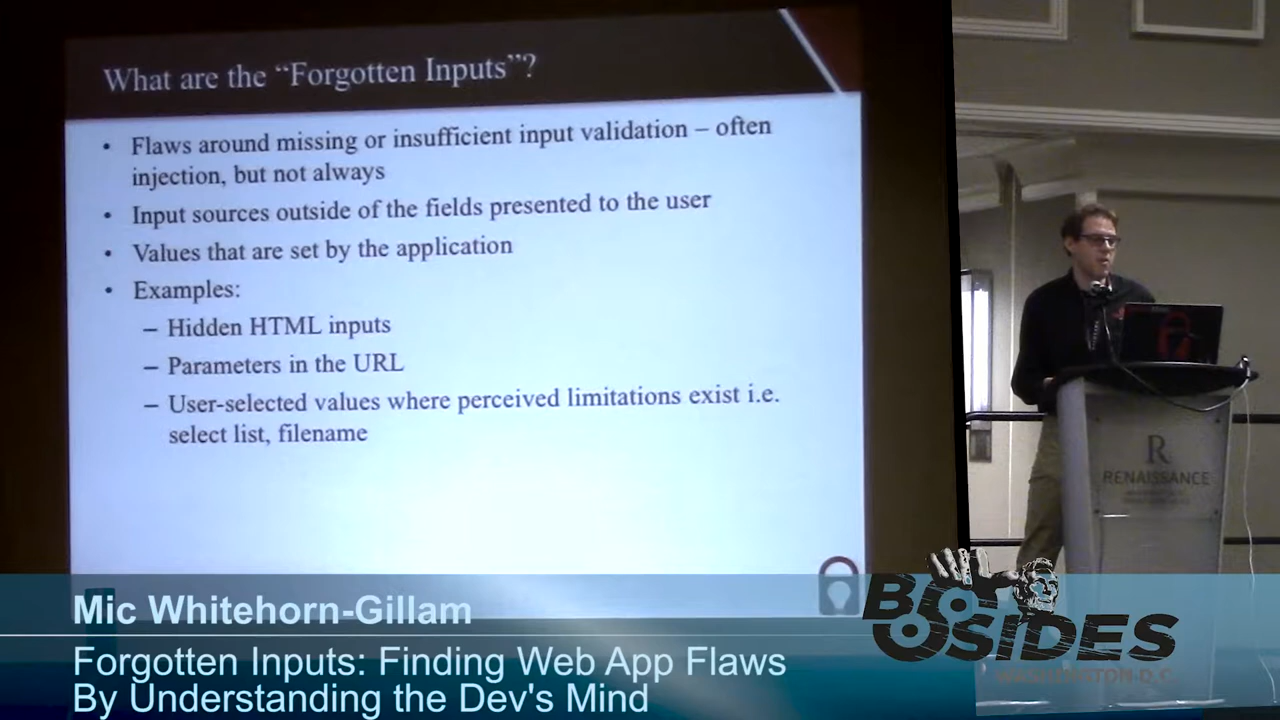 What are the “Forgotten Inputs”?
• Flaws around missing or insufficient input validation – often
injection, but not always
• Input sources outside of the fields presented to the user
• Values that are set by the application
• Examples:
– Hidden HTML inputs
– Parameters in the URL
– User-selected values where perceived limitations exist i.e.
select list, filename
R
RENAISSANCE
Mic Whitehorn-Gillam
Forgotten Inputs: Finding Web App Flaws
By Understanding the Dev's Mind
BSIDES
WASHINGTON D.C.